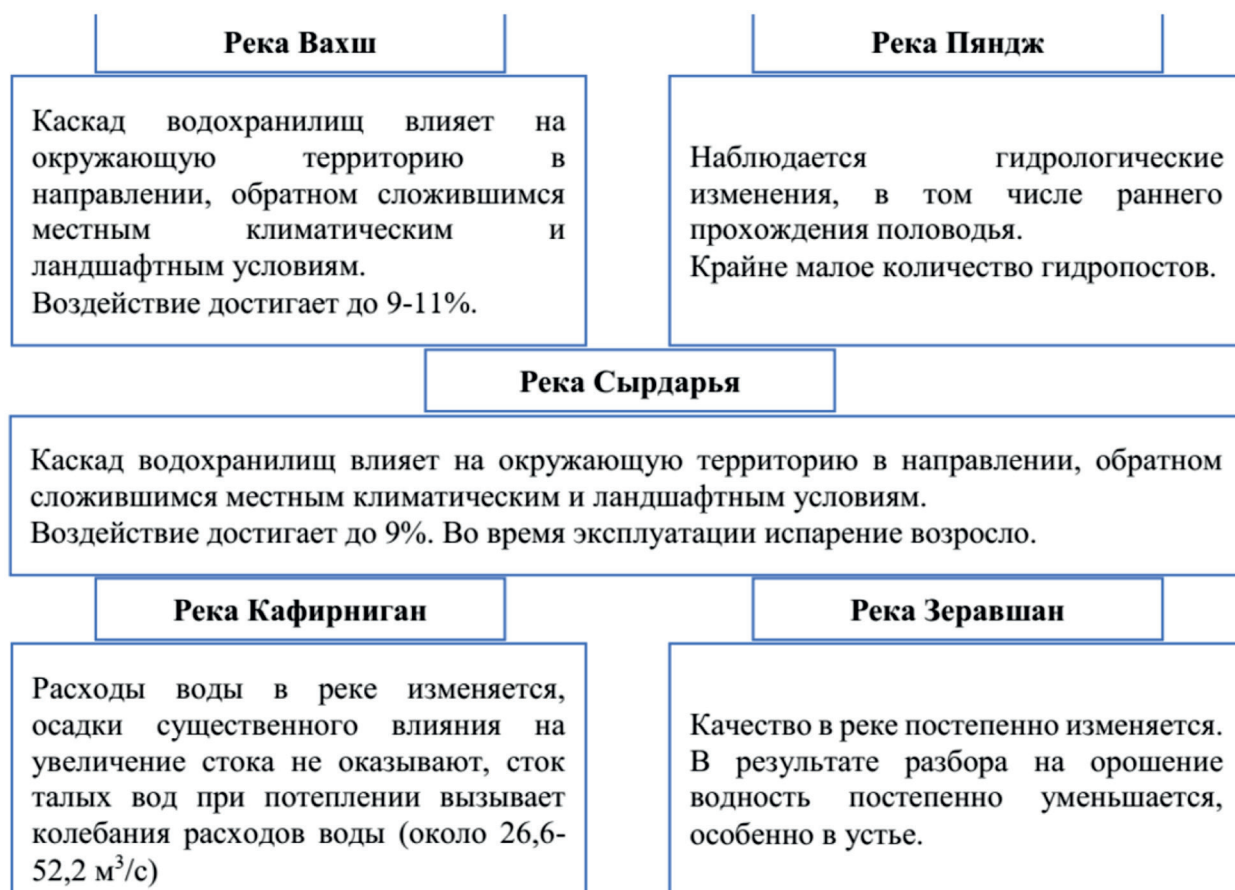 Река Вахш
Каскад водохранилищ влияет на
окружающую территорию в
направлении, обратном сложившимся
местным климатическим и
ландшафтным условиям.
Воздействие достигает до 9-11%.
Река Пяндж
Наблюдается гидрологические
изменения, в том числе раннего
прохождения половодья.
Крайне малое количество гидропостов.
Река Сырдарья
Каскад водохранилищ влияет на окружающую территорию в направлении, обратном
сложившимся местным климатическим и ландшафтным условиям.
Воздействие достигает до 9%. Во время эксплуатации испарение возросло.
Река Кафирниган
Расходы воды в реке изменяется,
осадки существенного влияния на
увеличение стока не оказывают, сток
талых вод при потеплении вызывает
колебания расходов воды (около 26,6-
52,2 м³/с)
Река Зеравшан
Качество в реке постепенно изменяется.
В результате разбора на орошение
водность постепенно уменьшается,
особенно в устье.